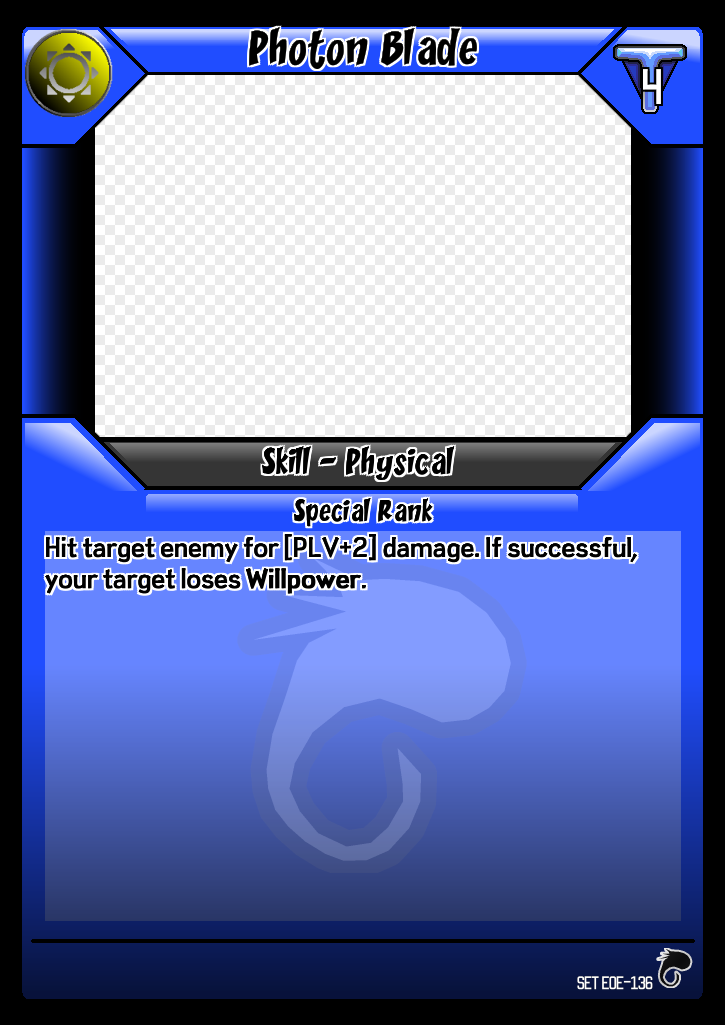 Photon Blade
4
Skill - Physical
Special Rank
Hit target enemy for [PLV+2] damage. If successful,
your target loses Willpower.
SET EOE-136